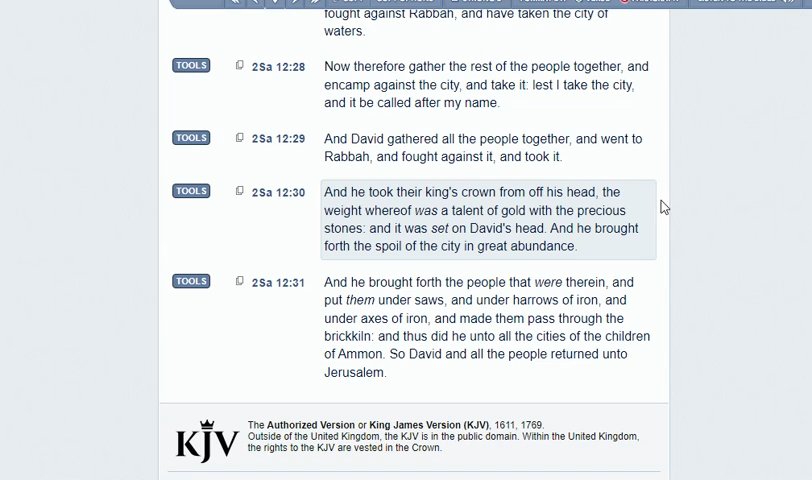 fought against Rabbah, and have taken the city of
waters.
TOOLS 2Sa 12:28 Now therefore gather the rest of the people together, and
encamp against the city, and take it: lest I take the city,
and it be called after my name.
TOOLS 2Sa 12:29 And David gathered all the people together, and went to
Rabbah, and fought against it, and took it.
TOOLS 2Sa 12:30 And he took their king's crown from off his head, the
weight whereof was a talent of gold with the precious
stones: and it was set on David's head. And he brought
forth the spoil of the city in great abundance.
TOOLS 2Sa 12:31 And he brought forth the people that were therein, and
put them under saws, and under harrows of iron, and
under axes of iron, and made them pass through the
brickkiln: and thus did he unto all the cities of the children
of Ammon. So David and all the people returned unto
Jerusalem.
KJV
The Authorized Version or King James Version (KJV), 1611, 1769.
Outside of the United Kingdom, the KJV is in the public domain. Within the United Kingdom,
the rights to the KJV are vested in the Crown.